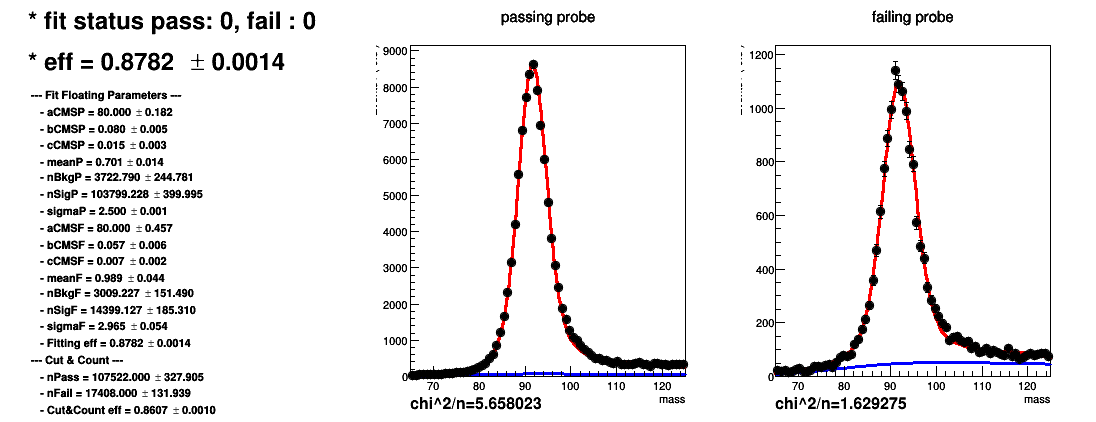 * fit status pass: 0, fail : 0
* eff = 0.8782 ± 0.0014
--- Fit Floating Parameters ---
- aCMSP = 80.000 ± 0.182
- bCMSP = 0.080 ± 0.005
- cCMSP = 0.015 ± 0.003
- meanP = 0.701 ± 0.014
- nBkgP = 3722.790 ± 244.781
- nSigP = 103799.228 ± 399.995
- sigmaP = 2.500 ± 0.001
- aCMSF = 80.000 ± 0.457
- bCMSF = 0.057 ± 0.006
- cCMSF = 0.007 ± 0.002
- meanF = 0.989 ± 0.044
- nBkgF = 3009.227 ± 151.490
- nSigF = 14399.127 ± 185.310
- sigmaF = 2.965 ± 0.054
- Fitting eff = 0.8782 ± 0.0014
--- Cut & Count ---
- nPass = 107522.000 ± 327.905
- nFail = 17408.000 ± 131.939
- Cut&Count eff = 0.8607 ± 0.0010
passing probe
9000
8000
7000
6000
5000
4000
3000
2000
1000
0
70 80 90 100 110 120
mass
chi^2/n=5.658023
failing probe
1200
1000
800
600
400
200
0
70 80 90 100 110 120
mass
chi^2/n=1.629275